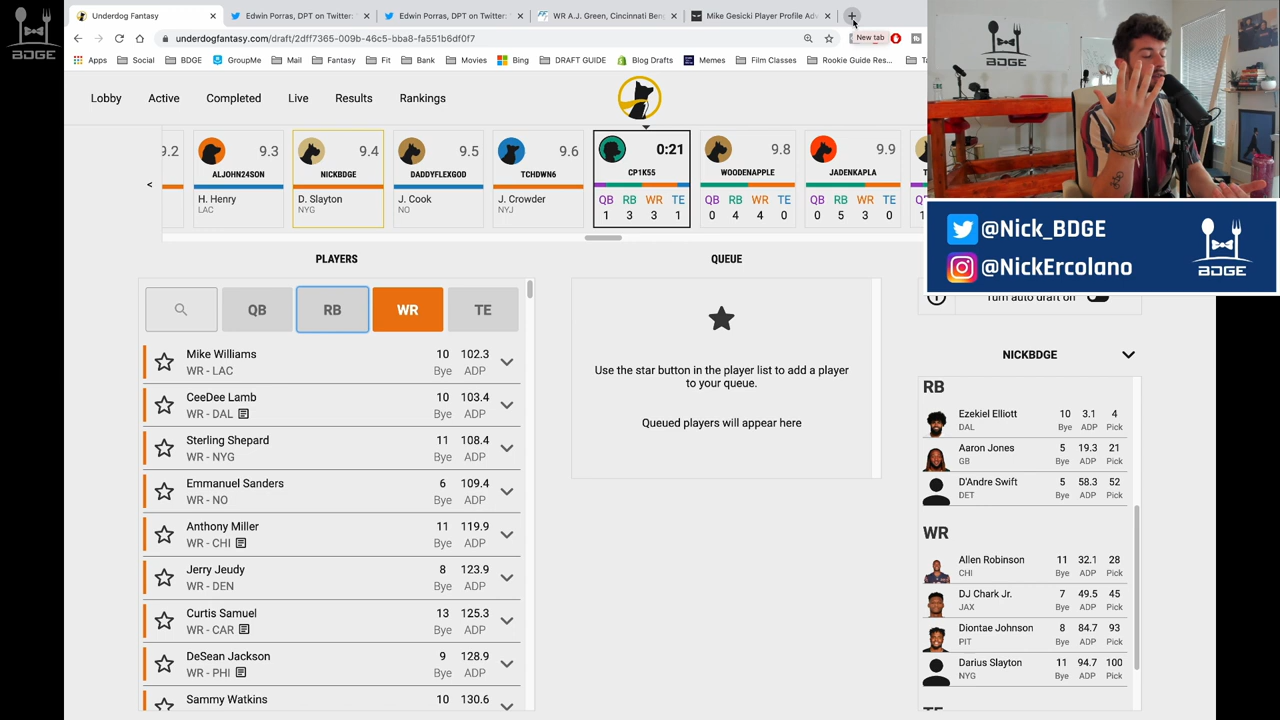 BDGE
Underdog Fantasy
Edwin Porras, DPT on Twitter:
Edwin Porras, DPT on Twitter:
WR A.J. Green, Cincinnati Ben
Mike Gesicki Player Profile Adv
New tab
underdogfantasy.com/draft/2dff7365-009b-46c5-bba8-fa551b6df0f7
Apps
Social
BDGE
GroupMe
Mail
Fantasy
Fit
Bank
Movies
Bing
DRAFT GUIDE
Blog Drafts
Memes
Film Classes
Rookie Guide Res...
BDGE
Lobby
Active
Completed
Live
Results
Rankings
<
9.2
9.3
ALJOHN24SON
H. Henry
LAC
9.4
NICKBDGE
D. Slayton
NYG
9.5
DADDYFLEXGOD
J. Cook
NO
9.6
TCHDWN6
J. Crowder
NYJ
0:21
CP1K55
QB RB WR TE
1 3 3 1
9.8
WOODENAPPLE
QB RB WR TE
0 4 4 0
9.9
JADENKAPLA
QB RB WR TE
0 5 3 0
@Nick_BDGE
@NickErcolano
BDGE
PLAYERS
QB
RB
WR
TE
Mike Williams 10 102.3
WR - LAC Bye ADP
CeeDee Lamb 10 103.4
WR - DAL Bye ADP
Sterling Shepard 11 108.4
WR - NYG Bye ADP
Emmanuel Sanders 6 109.4
WR - NO Bye ADP
Anthony Miller 11 119.9
WR - CHI Bye ADP
Jerry Jeudy 8 123.9
WR - DEN Bye ADP
Curtis Samuel 13 125.3
WR - CAR Bye ADP
DeSean Jackson 9 128.9
WR - PHI Bye ADP
Sammy Watkins 10 130.6
QUEUE
Use the star button in the player list to add a player
to your queue.
Queued players will appear here
Turn auto draft on
NICKBDGE
RB
Ezekiel Elliott 10 3.1 4
DAL Bye ADP Pick
Aaron Jones 5 19.3 21
GB Bye ADP Pick
D'Andre Swift 5 58.3 52
DET Bye ADP Pick
WR
Allen Robinson 11 32.1 28
CHI Bye ADP Pick
DJ Chark Jr. 7 49.5 45
JAX Bye ADP Pick
Diontae Johnson 8 84.7 93
PIT Bye ADP Pick
Darius Slayton 11 94.7 100
NYG Bye ADP Pick